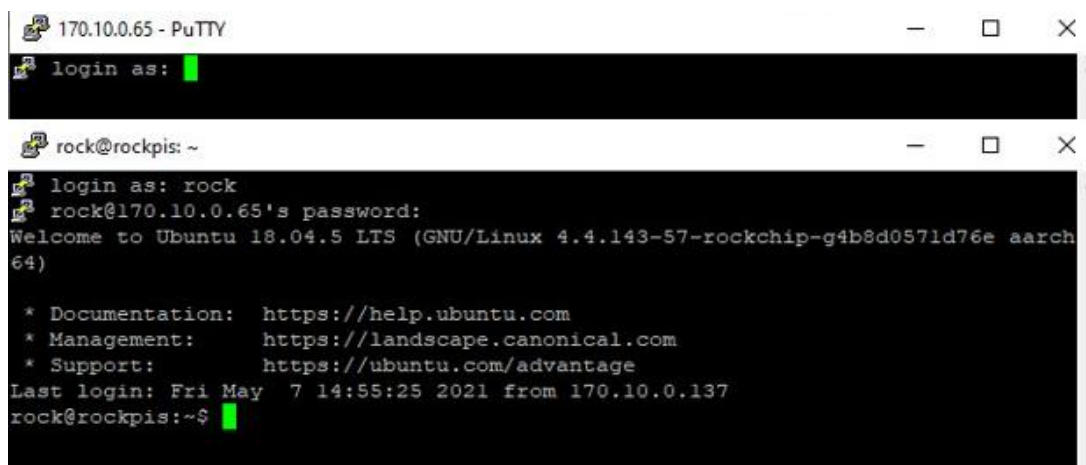 170.10.0.65 - PuTTY
login as:
rock@rockpis: ~
login as: rock
rock@170.10.0.65's password:
Welcome to Ubuntu 18.04.5 LTS (GNU/Linux 4.4.143-57-rockchip-g4b8d0571d76e aarch
64)
* Documentation: https://help.ubuntu.com
* Management: https://landscape.canonical.com
* Support: https://ubuntu.com/advantage
Last login: Fri May 7 14:55:25 2021 from 170.10.0.137
rock@rockpis:~$